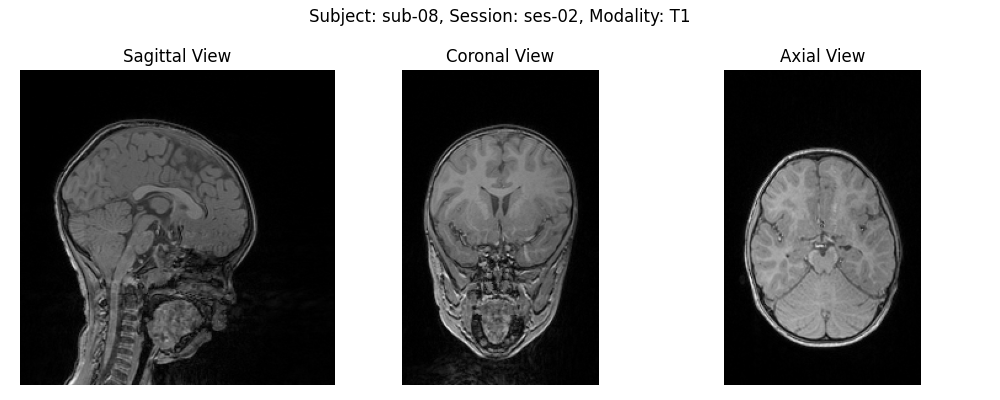 Subject: sub-08, Session: ses-02, Modality: T1
Sagittal View
Coronal View
Axial View